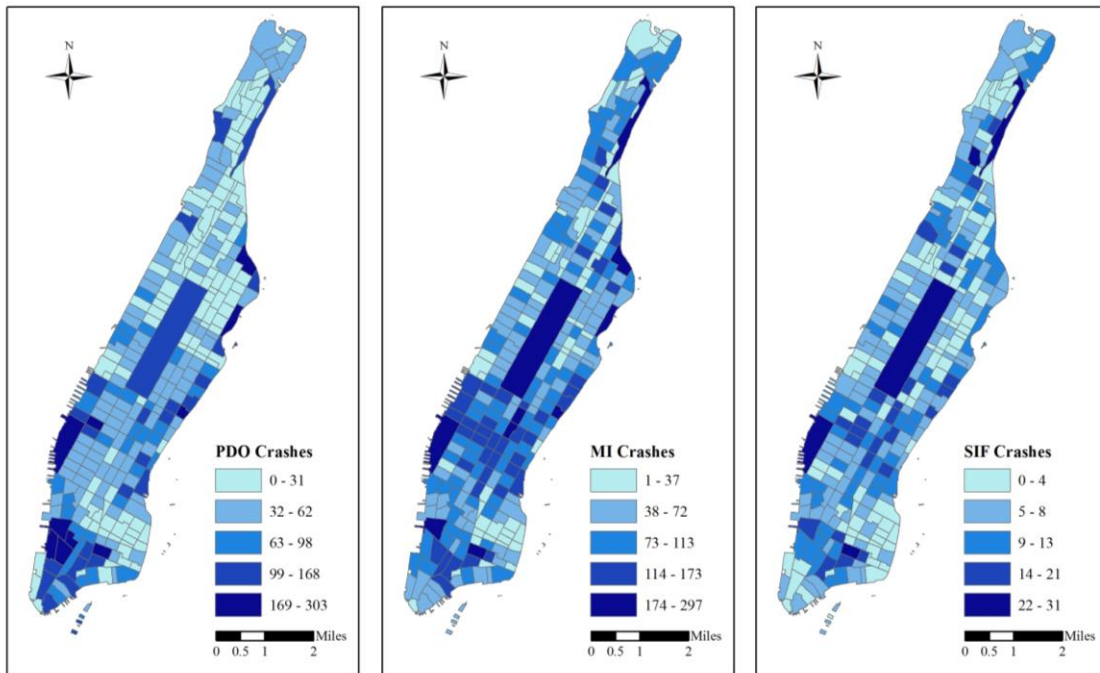 N
PDO Crashes
0 - 31
32 - 62
63 - 98
99 - 168
169 - 303
Miles
0 0.5 1 2
N
MI Crashes
1 - 37
38 - 72
73 - 113
114 - 173
174 - 297
Miles
0 0.5 1 2
N
SIF Crashes
0 - 4
5 - 8
9 - 13
14 - 21
22 - 31
Miles
0 0.5 1 2